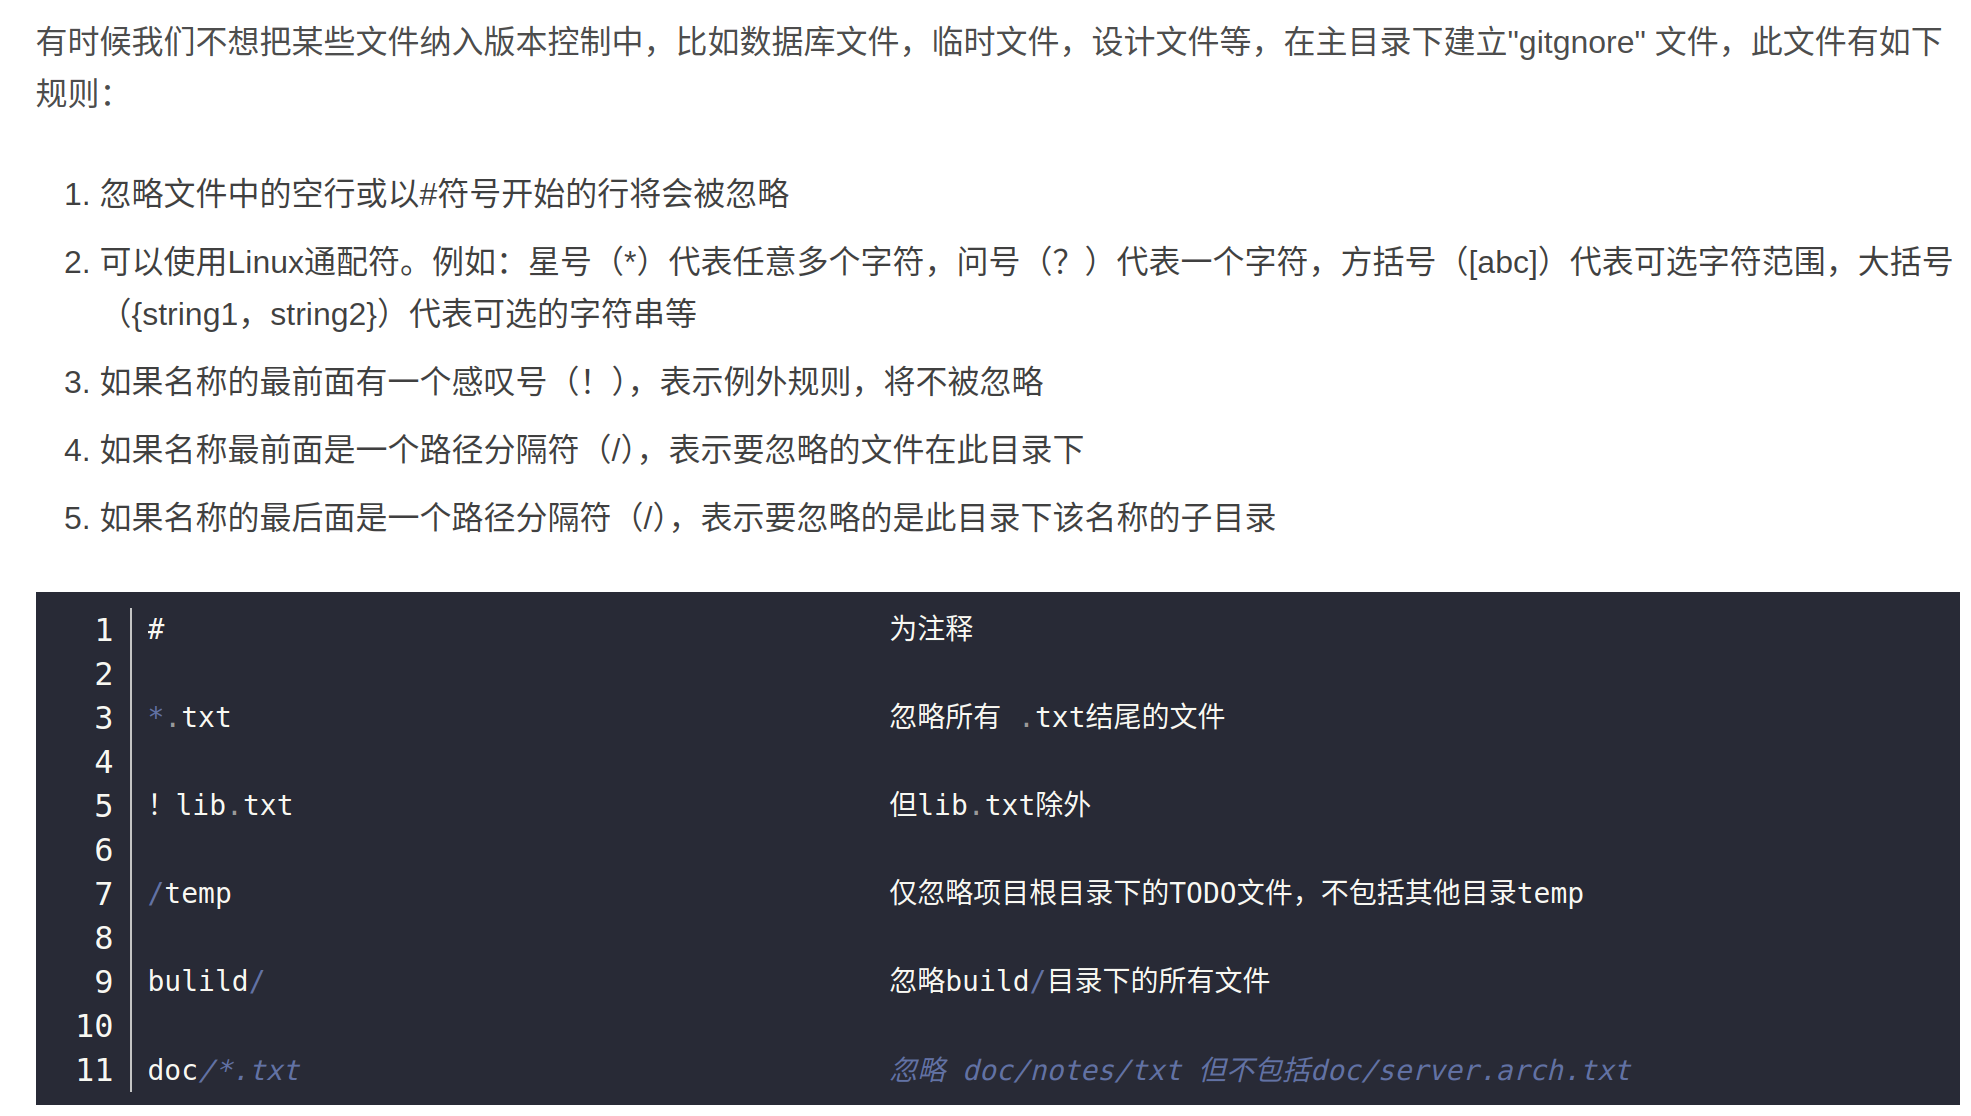 有时候我们不想把某些文件纳入版本控制中，比如数据库文件，临时文件，设计文件等，在主目录下建立"gitgnore" 文件，此文件有如下
规则：
1. 忽略文件中的空行或以#符号开始的行将会被忽略
2. 可以使用Linux通配符。例如：星号（*）代表任意多个字符，问号（？）代表一个字符，方括号（[abc]）代表可选字符范围，大括号
（{string1，string2}）代表可选的字符串等
3. 如果名称的最前面有一个感叹号（！），表示例外规则，将不被忽略
4. 如果名称最前面是一个路径分隔符（/），表示要忽略的文件在此目录下
5. 如果名称的最后面是一个路径分隔符（/），表示要忽略的是此目录下该名称的子目录
1 # 为注释
2
3 *.txt 忽略所有 .txt结尾的文件
4
5 ！lib.txt 但lib.txt除外
6
7 /temp 仅忽略项目根目录下的TODO文件，不包括其他目录temp
8
9 bulild/ 忽略build/目录下的所有文件
10
11 doc/*.txt 忽略 doc/notes/txt 但不包括doc/server.arch.txt